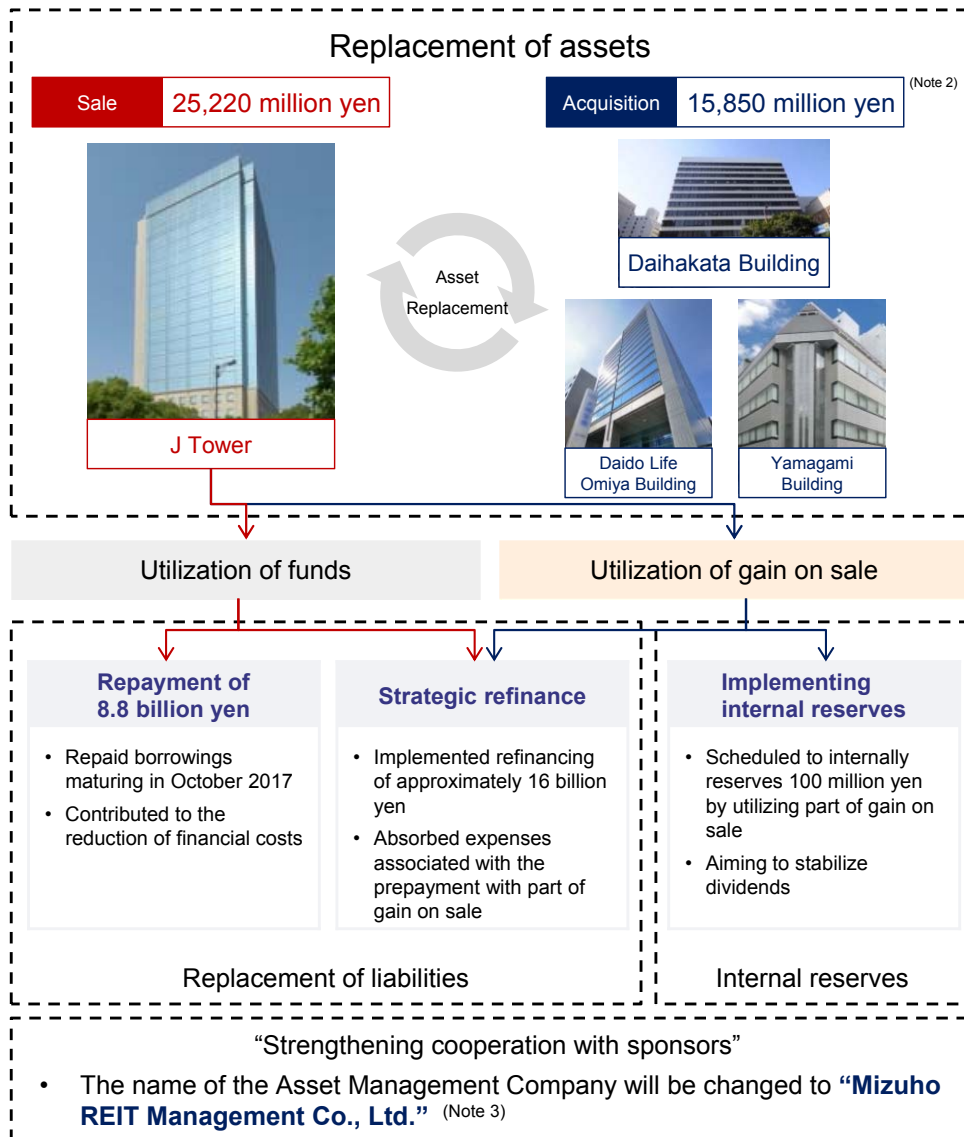 Replacement of assets
Sale 25,220 million yen
Acquisition 15,850 million yen (Note 2)
Asset
Replacement
Daihakata Building
J Tower
Daido Life
Omiya Building
Yamagami
Building
Utilization of funds
Utilization of gain on sale
Repayment of
8.8 billion yen
• Repaid borrowings
maturing in October 2017
• Contributed to the
reduction of financial costs
Strategic refinance
• Implemented refinancing
of approximately 16 billion
yen
• Absorbed expenses
associated with the
prepayment with part of
gain on sale
Replacement of liabilities
Implementing
internal reserves
• Scheduled to internally
reserves 100 million yen
by utilizing part of gain on
sale
• Aiming to stabilize
dividends
Internal reserves
“Strengthening cooperation with sponsors”
• The name of the Asset Management Company will be changed to “Mizuho
REIT Management Co., Ltd.” (Note 3)